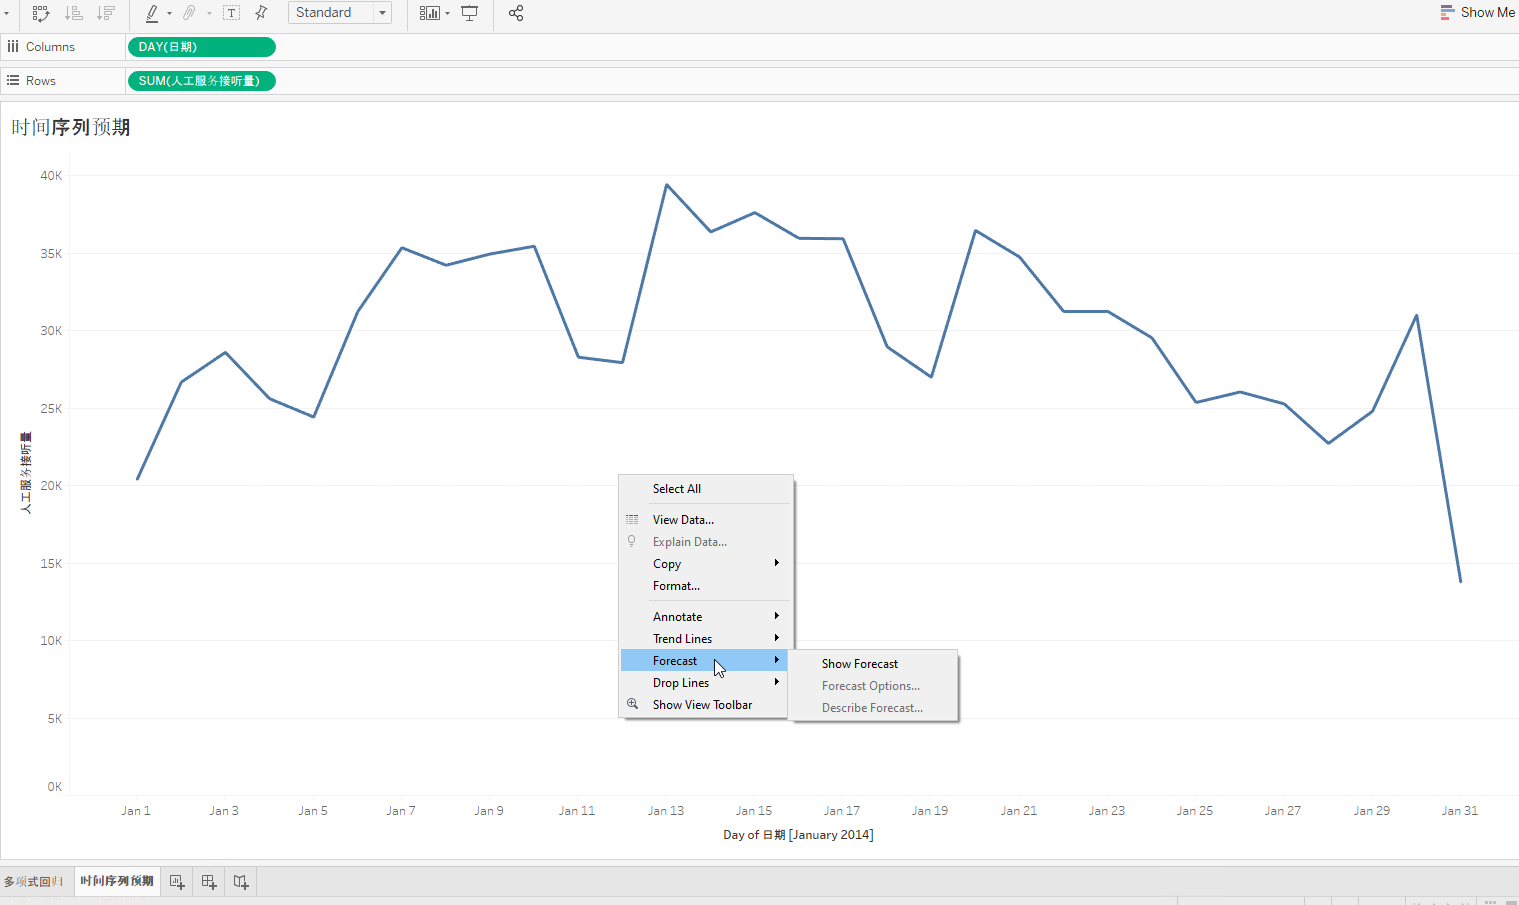 Standard
Show Me
Columns
DAY(日期)
Rows
SUM(人工服务接听量)
时间序列预期
40K
35K
30K
25K
20K
15K
10K
5K
0K
人工服务接听量
Select All
View Data...
Explain Data...
Copy
Format...
Annotate
Trend Lines
Forecast
Drop Lines
Show View Toolbar
Show Forecast
Forecast Options...
Describe Forecast...
Jan 1 Jan 3 Jan 5 Jan 7 Jan 9 Jan 11 Jan 13 Jan 15 Jan 17 Jan 19 Jan 21 Jan 23 Jan 25 Jan 27 Jan 29 Jan 31
Day of 日期 [January 2014]
多项式回归 时间序列预期